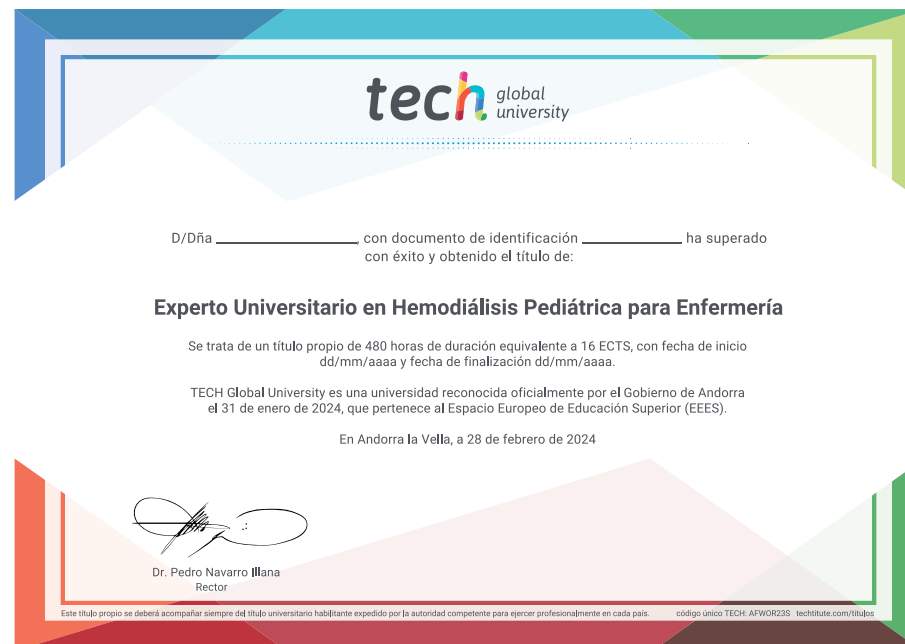 tech global university
D/Dña ____________________, con documento de identificación ______________ ha superado
con éxito y obtenido el título de:
Experto Universitario en Hemodiálisis Pediátrica para Enfermería
Se trata de un título propio de 480 horas de duración equivalente a 16 ECTS, con fecha de inicio
dd/mm/aaaa y fecha de finalización dd/mm/aaaa.
TECH Global University es una universidad reconocida oficialmente por el Gobierno de Andorra
el 31 de enero de 2024, que pertenece al Espacio Europeo de Educación Superior (EEES).
En Andorra la Vella, a 28 de febrero de 2024
Dr. Pedro Navarro Illana
Rector
Este título propio se deberá acompañar siempre del título universitario habilitante expedido por la autoridad competente para ejercer profesionalmente en cada país. código único TECH: AFWOR23S techtitute.com/titulos